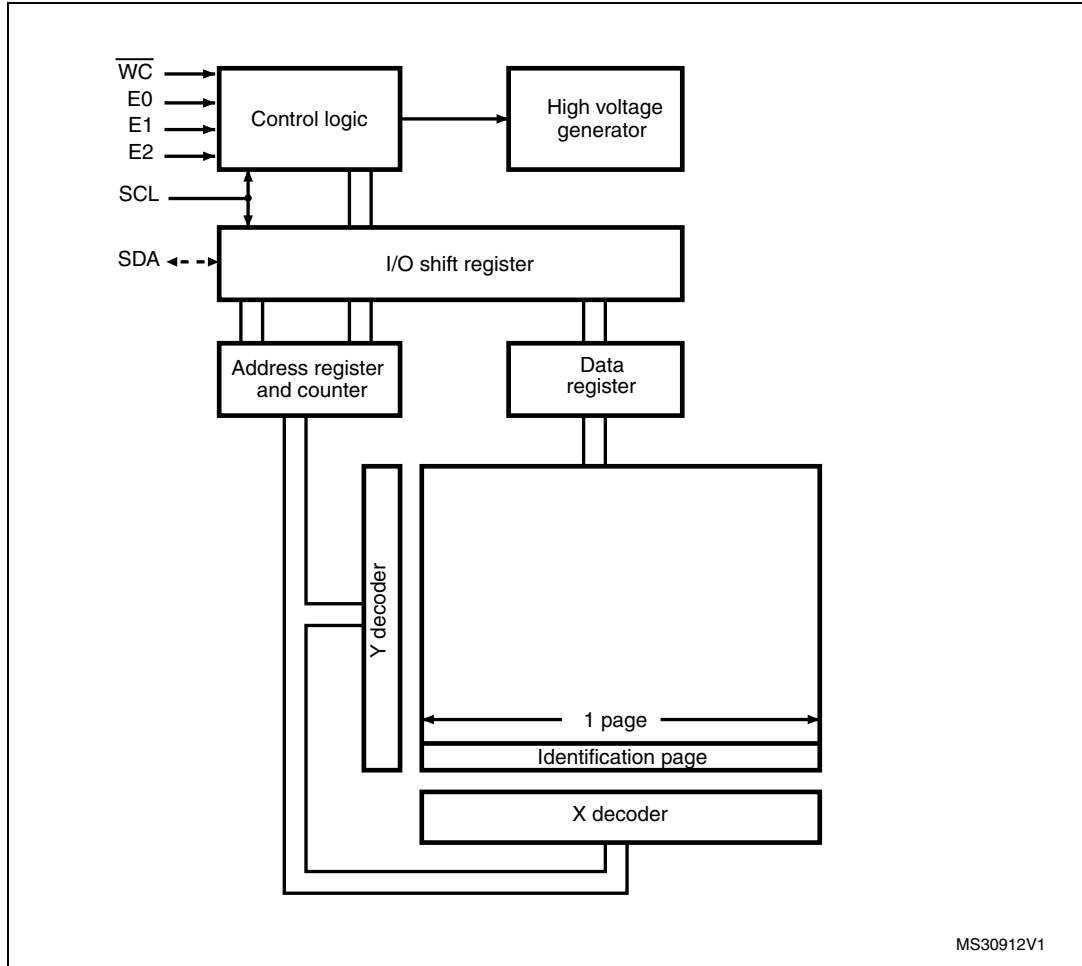 W̅C̅
E0
E1
E2
SCL
SDA
Control logic
High voltage
generator
I/O shift register
Address register
and counter
Data
register
Y decoder
1 page
Identification page
X decoder
MS30912V1